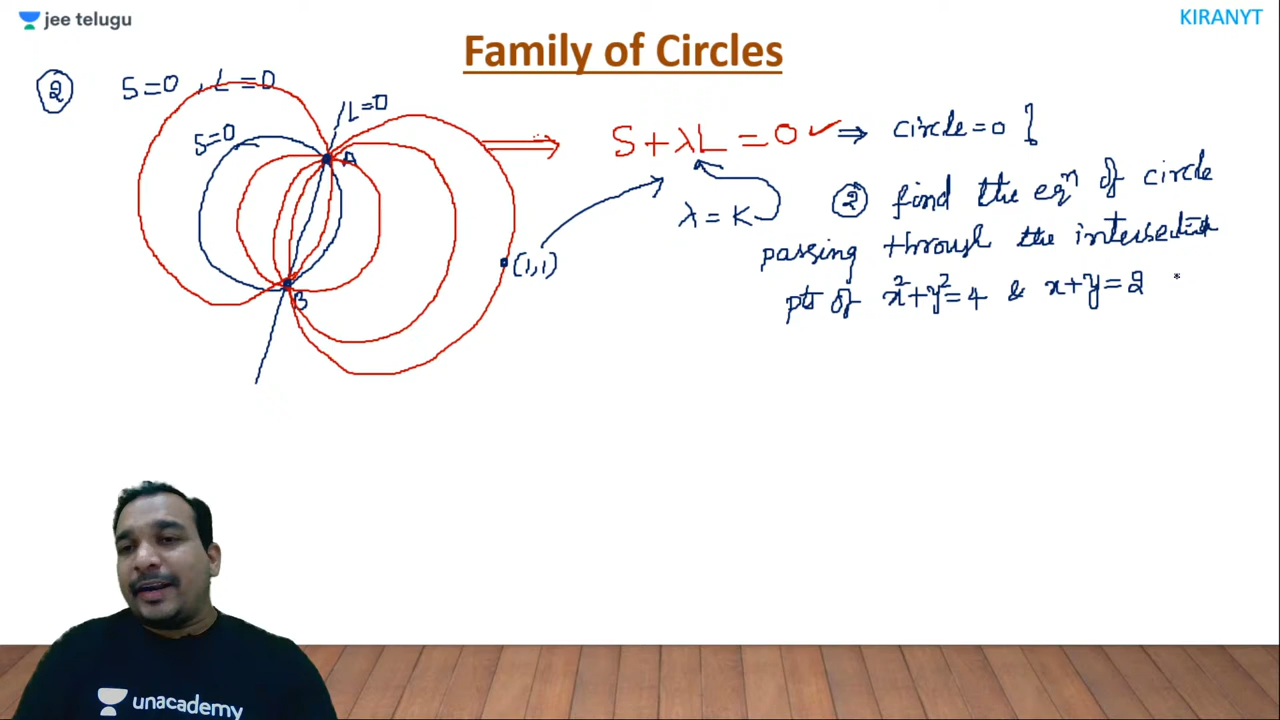 jee telugu
KIRANYT
Family of Circles
② S=0 , L=0
L=0
S=0
A
B
(1,1)
S+λL=0 ✓ ⇒ circle=0 }
λ = K
② find the eqⁿ of circle
passing through the intersection
pts of x²+y²=4 & x+y=2 *
unacademy